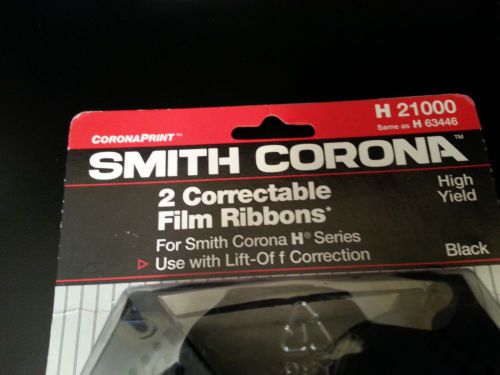 H 21000
Same as H 63446
CORONAPRINT™
SMITH CORONA™
2 Correctable
Film Ribbons*
High
Yield
For Smith Corona H® Series
▷ Use with Lift-Of f Correction
Black